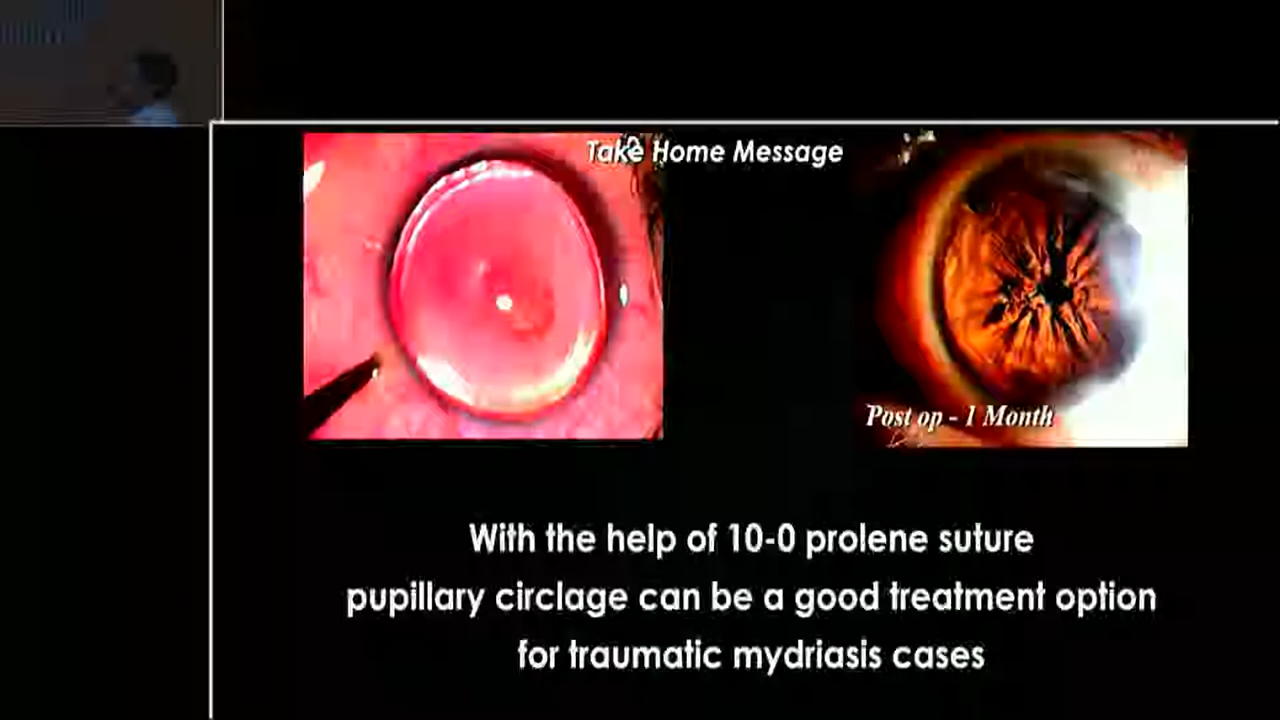 Take Home Message
Post op - 1 Month
With the help of 10-0 prolene suture
pupillary circlage can be a good treatment option
for traumatic mydriasis cases